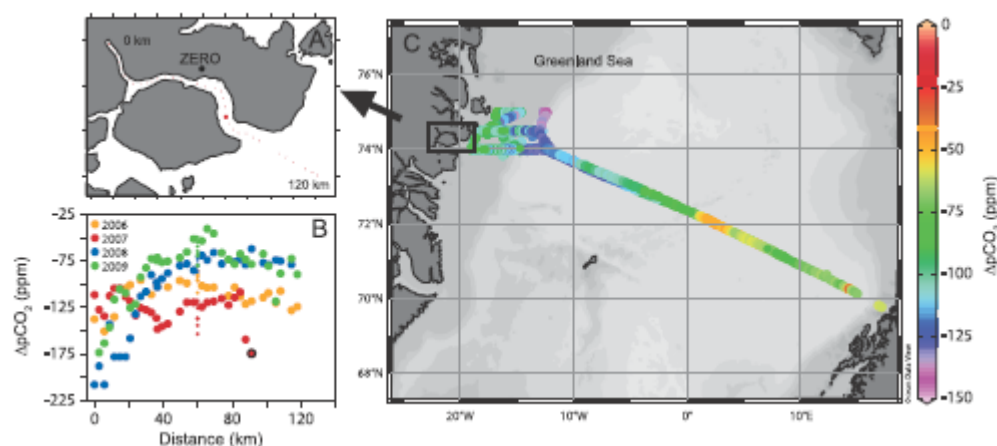 A
0 km
ZERO
120 km
B
2006
2007
2008
2009
-25
-75
-125
-175
-225
ΔpCO₂ (ppm)
0
40
80
120
Distance (km)
C
Greenland Sea
76°N
74°N
72°N
70°N
68°N
20°W
10°W
0°
10°E
Ocean Data View
0
-25
-50
-75
-100
-125
-150
ΔpCO₂ (ppm)